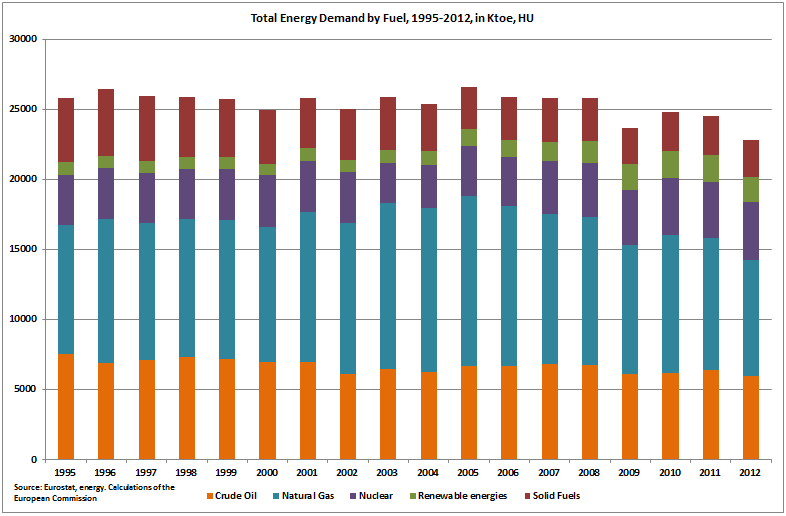 Total Energy Demand by Fuel, 1995-2012, in Ktoe, HU
30000
25000
20000
15000
10000
5000
0
1995 1996 1997 1998 1999 2000 2001 2002 2003 2004 2005 2006 2007 2008 2009 2010 2011 2012
Source: Eurostat, energy. Calculations of the
European Commission
Crude Oil Natural Gas Nuclear Renewable energies Solid Fuels